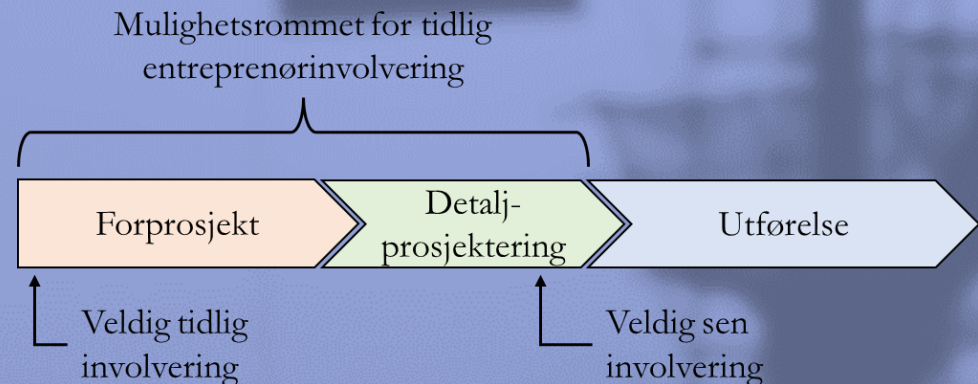 Mulighetsrommet for tidlig
entreprenørinvolvering
Forprosjekt
Detalj-
prosjektering
Utførelse
Veldig tidlig
involvering
Veldig sen
involvering